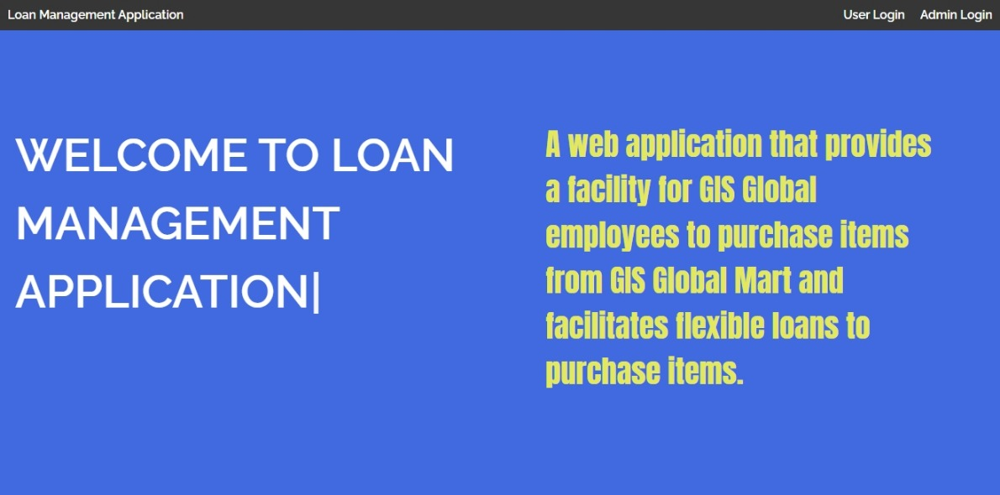 Loan Management Application
User Login Admin Login
WELCOME TO LOAN
MANAGEMENT
APPLICATION|
A web application that provides
a facility for GIS Global
employees to purchase items
from GIS Global Mart and
facilitates flexible loans to
purchase items.